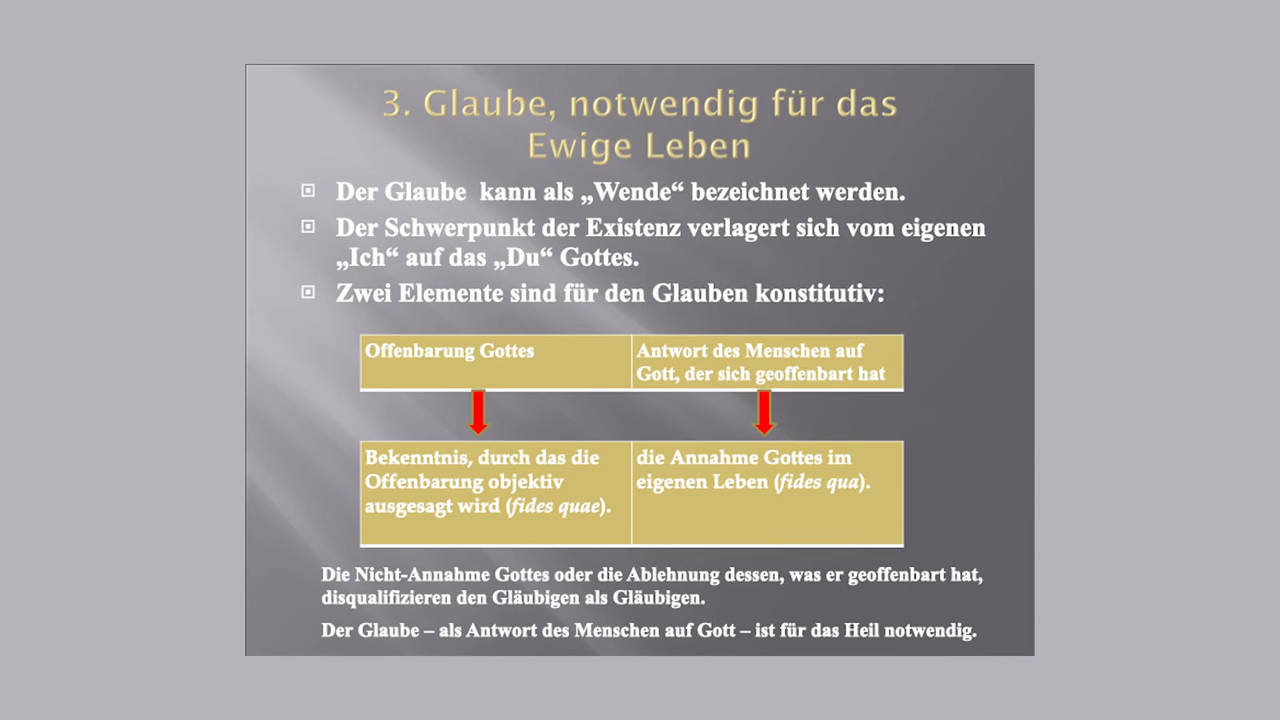 3. Glaube, notwendig für das
Ewige Leben
Der Glaube kann als „Wende“ bezeichnet werden.
Der Schwerpunkt der Existenz verlagert sich vom eigenen
„Ich“ auf das „Du“ Gottes.
Zwei Elemente sind für den Glauben konstitutiv:
Offenbarung Gottes
Antwort des Menschen auf
Gott, der sich geoffenbart hat
Bekenntnis, durch das die
Offenbarung objektiv
ausgesagt wird (fides quae).
die Annahme Gottes im
eigenen Leben (fides qua).
Die Nicht-Annahme Gottes oder die Ablehnung dessen, was er geoffenbart hat,
disqualifizieren den Gläubigen als Gläubigen.
Der Glaube – als Antwort des Menschen auf Gott – ist für das Heil notwendig.